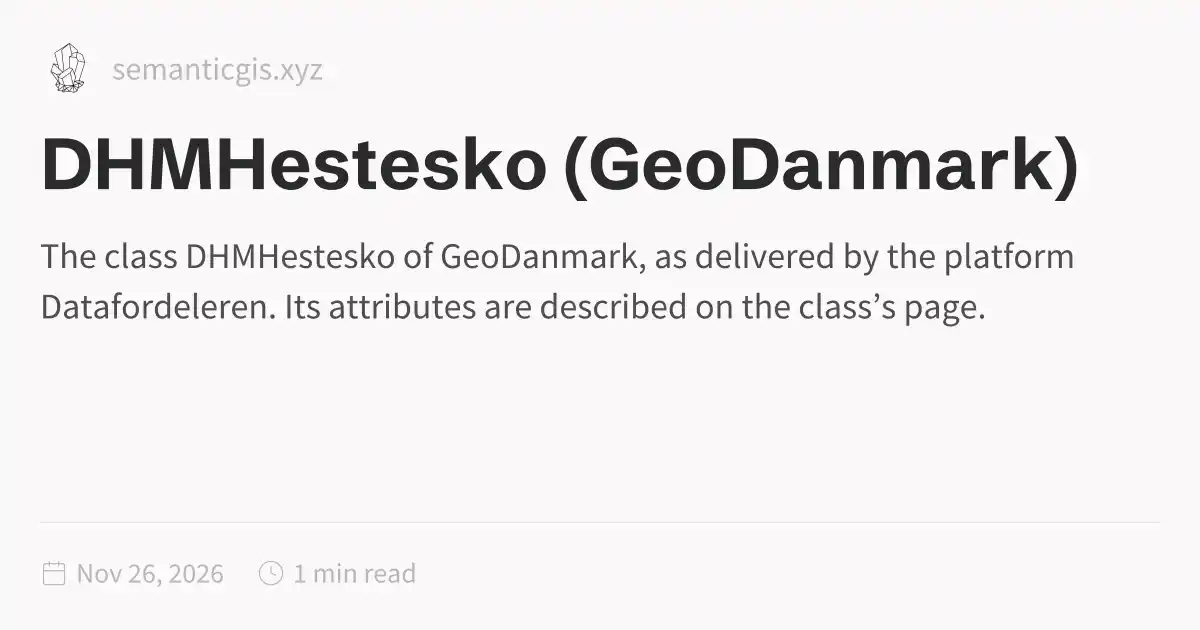 semanticgis.xyz
DHMHestesko (GeoDanmark)
The class DHMHestesko of GeoDanmark, as delivered by the platform
Datafordeleren. Its attributes are described on the class’s page.
Nov 26, 2026
1 min read